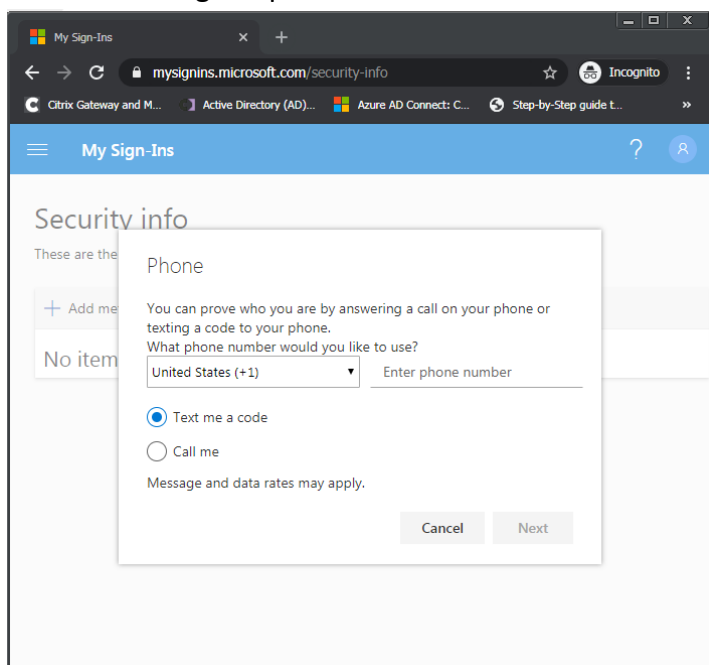 My Sign-Ins
mysignins.microsoft.com/security-info
Incognito
Citrix Gateway and M... Active Directory (AD)... Azure AD Connect: C... Step-by-Step guide t... »
My Sign-Ins ?
Security info
These are the
Phone
+ Add me
You can prove who you are by answering a call on your phone or
texting a code to your phone.
What phone number would you like to use?
No item
United States (+1) Enter phone number
Text me a code
Call me
Message and data rates may apply.
Cancel Next